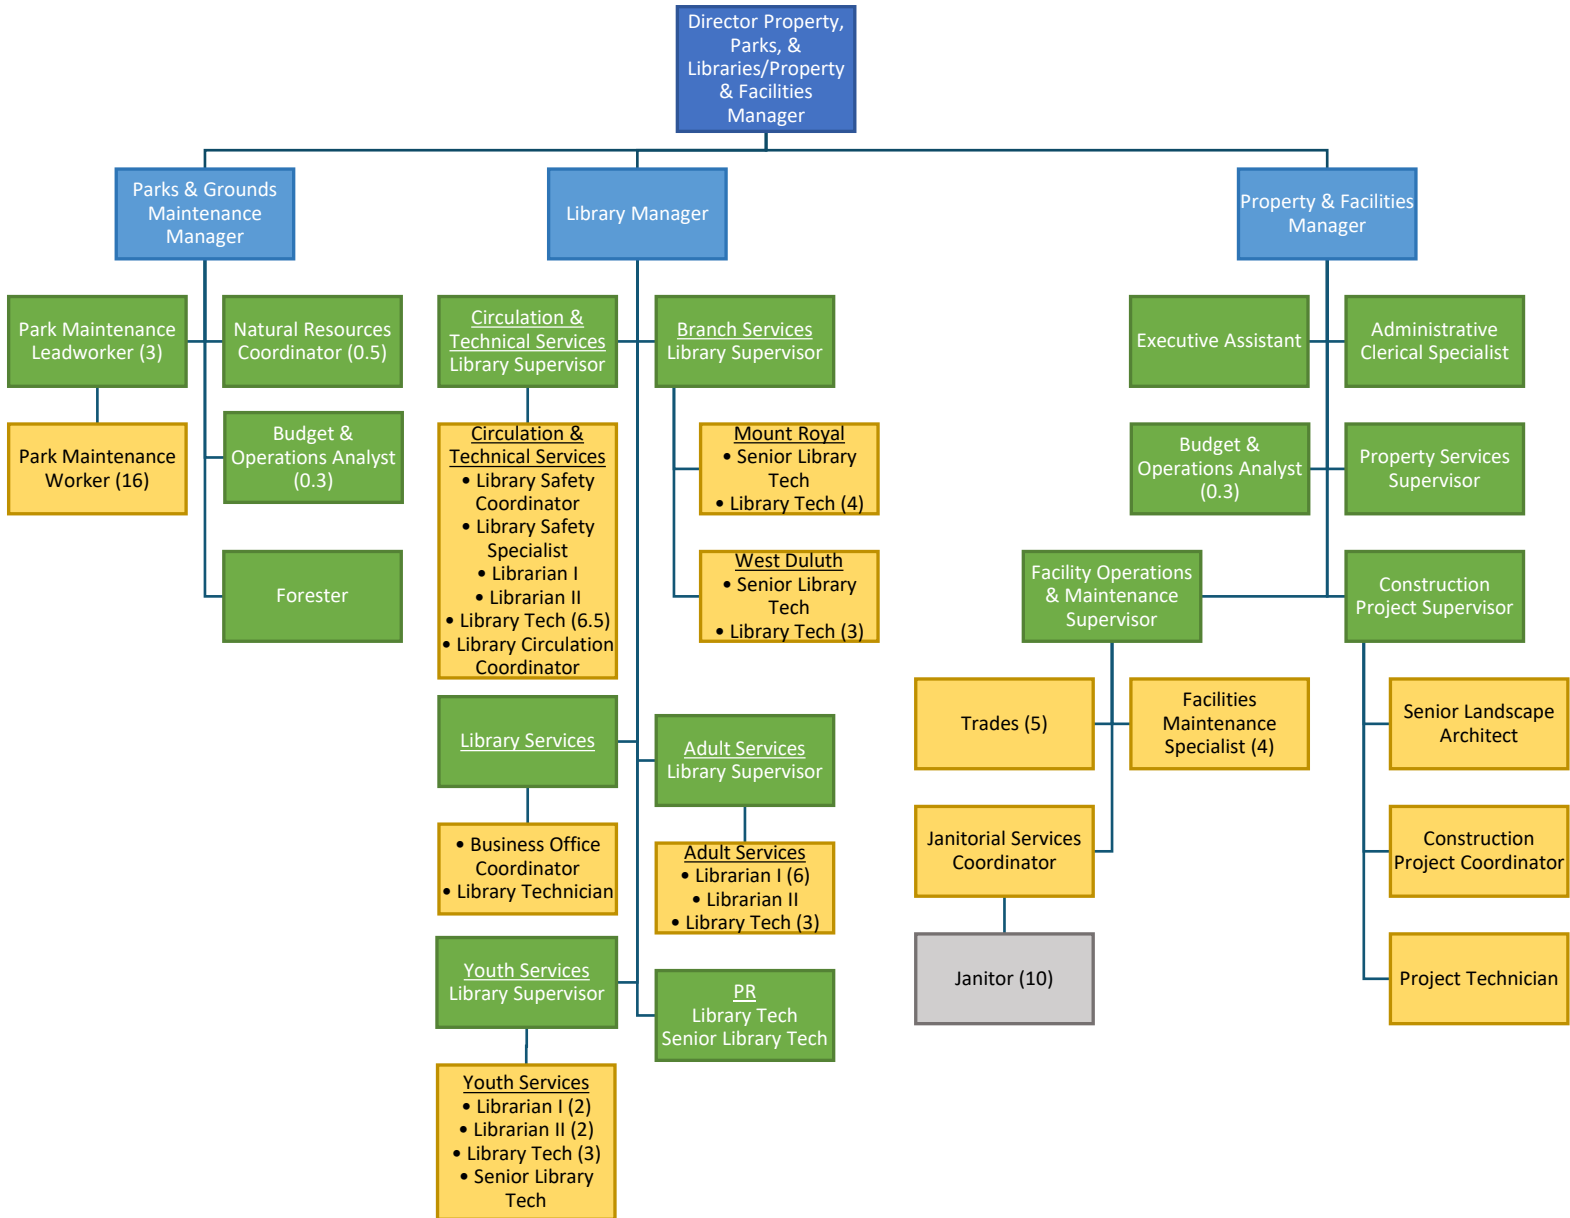 Director Property,
Parks, &
Libraries/Property
& Facilities
Manager
Parks & Grounds
Maintenance
Manager
Library Manager
Property & Facilities
Manager
Park Maintenance
Leadworker (3)
Natural Resources
Coordinator (0.5)
Park Maintenance
Worker (16)
Budget &
Operations Analyst
(0.3)
Forester
Circulation &
Technical Services
Library Supervisor
Branch Services
Library Supervisor
Circulation &
Technical Services
• Library Safety
Coordinator
• Library Safety
Specialist
• Librarian I
• Librarian II
• Library Tech (6.5)
• Library Circulation
Coordinator
Mount Royal
• Senior Library
Tech
• Library Tech (4)
West Duluth
• Senior Library
Tech
• Library Tech (3)
Library Services
Adult Services
Library Supervisor
• Business Office
Coordinator
• Library Technician
Adult Services
• Librarian I (6)
• Librarian II
• Library Tech (3)
Youth Services
Library Supervisor
PR
Library Tech
Senior Library Tech
Youth Services
• Librarian I (2)
• Librarian II (2)
• Library Tech (3)
• Senior Library
Tech
Executive Assistant
Administrative
Clerical Specialist
Budget &
Operations Analyst
(0.3)
Property Services
Supervisor
Facility Operations
& Maintenance
Supervisor
Construction
Project Supervisor
Trades (5)
Facilities
Maintenance
Specialist (4)
Janitorial Services
Coordinator
Janitor (10)
Senior Landscape
Architect
Construction
Project Coordinator
Project Technician